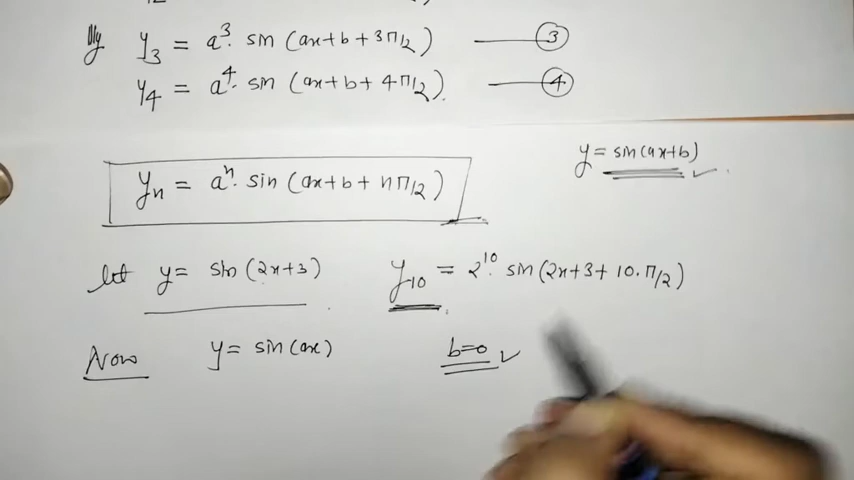 llly y₃ = a³· sin (ax+b+3π/2) ③
y₄ = a⁴· sin (ax+b+4π/2) ④
y = sin(ax+b)
yₙ = aⁿ· sin (ax+b+nπ/2)
let y = sin (2x+3) y₁₀ = 2¹⁰· sin(2x+3+10.π/2)
Now y = sin(ax) b=0